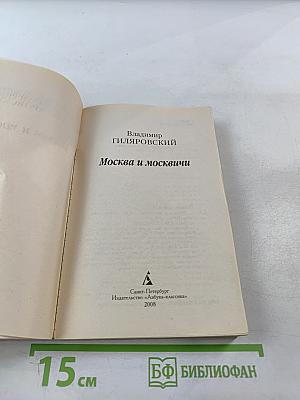 Владимир
ГИЛЯРОВСКИЙ
Москва и москвичи
Санкт-Петербург
Издательство «Азбука-классика»
2008
15 см
БФ БИБЛИОФАН